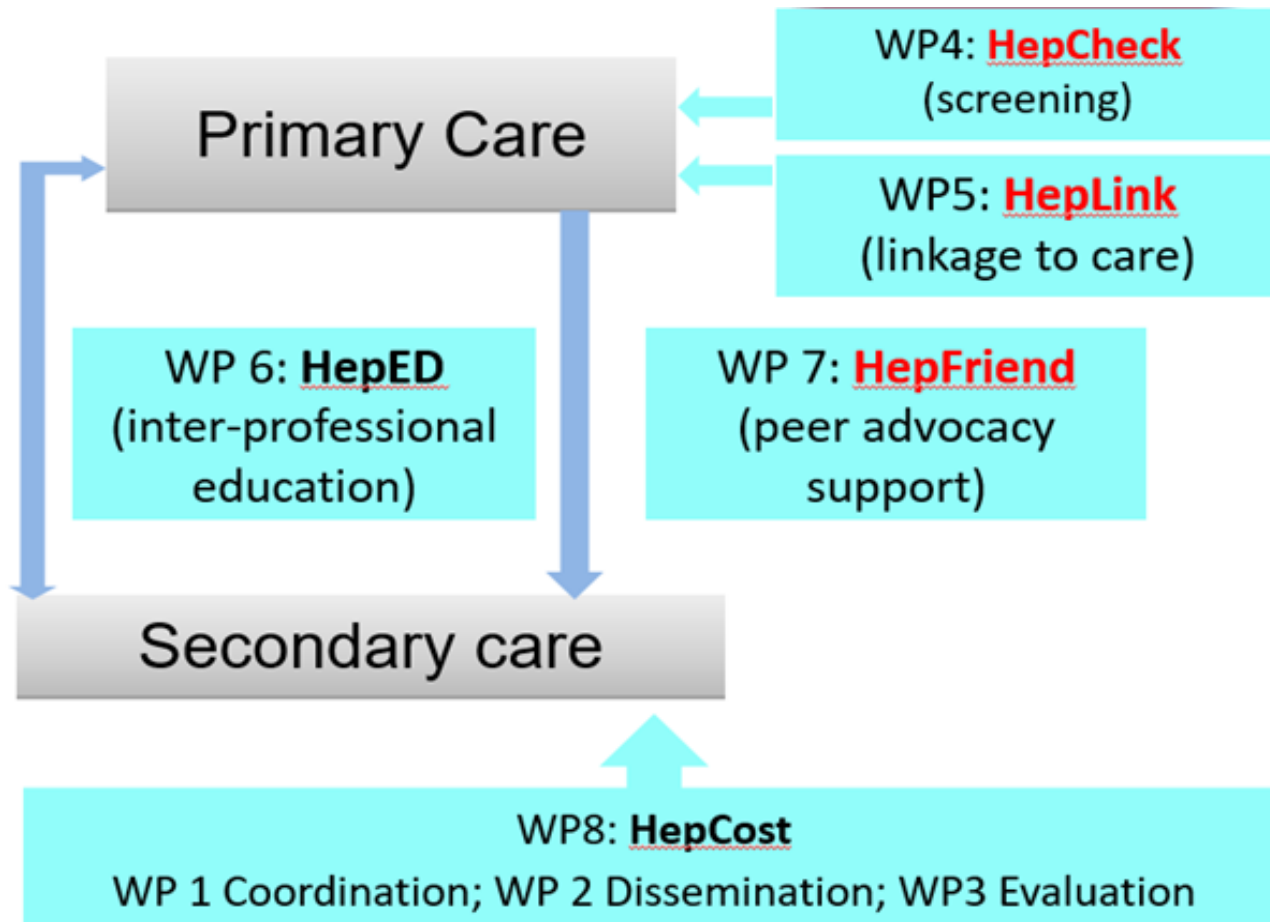 Primary Care
WP4: HepCheck
(screening)
WP5: HepLink
(linkage to care)
WP 6: HepED
(inter-professional
education)
WP 7: HepFriend
(peer advocacy
support)
Secondary care
WP8: HepCost
WP 1 Coordination; WP 2 Dissemination; WP3 Evaluation